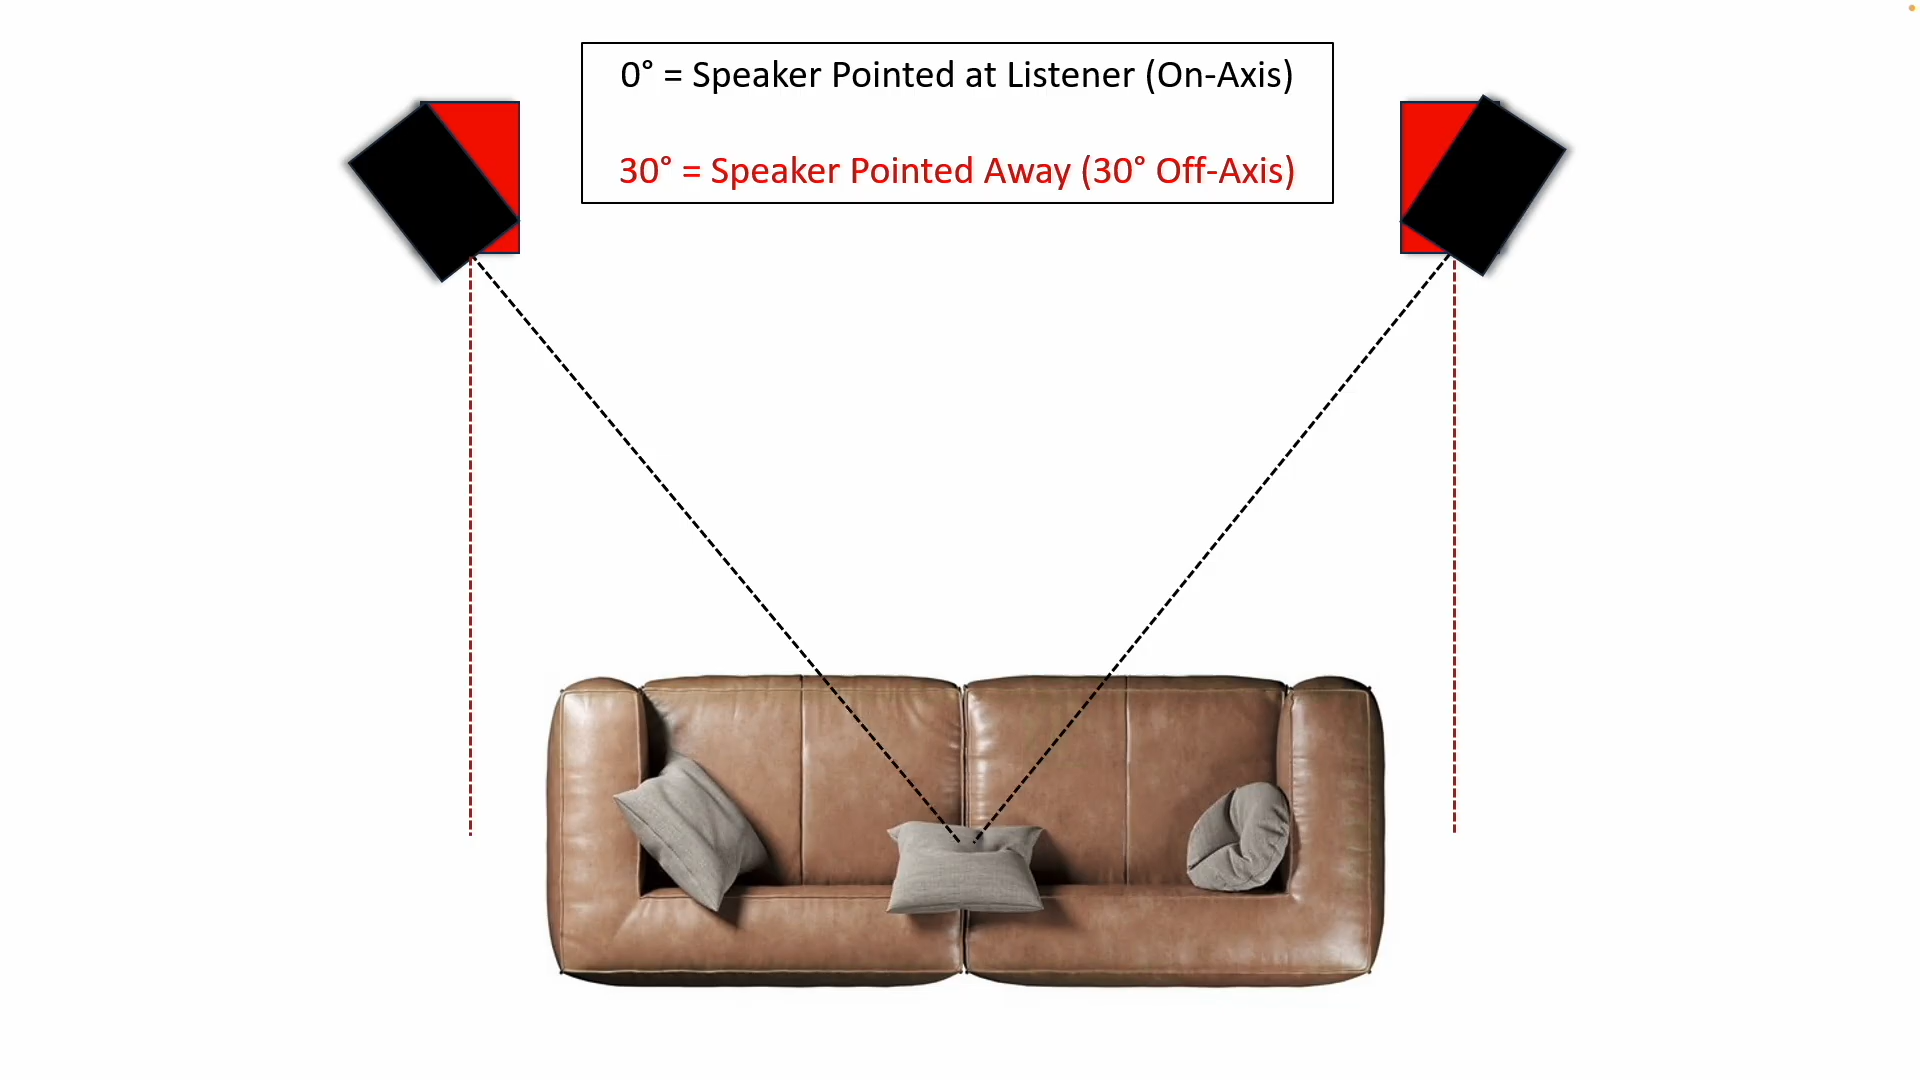 0° = Speaker Pointed at Listener (On-Axis)
30° = Speaker Pointed Away (30° Off-Axis)